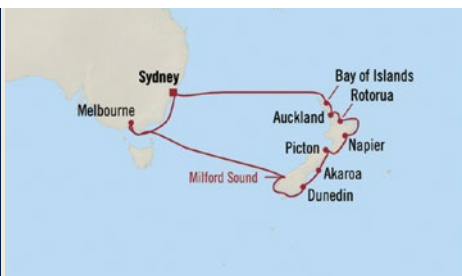 Bay of Islands
Sydney
Rotorua
Melbourne
Auckland
Picton
Napier
Milford Sound
Akaroa
Dunedin